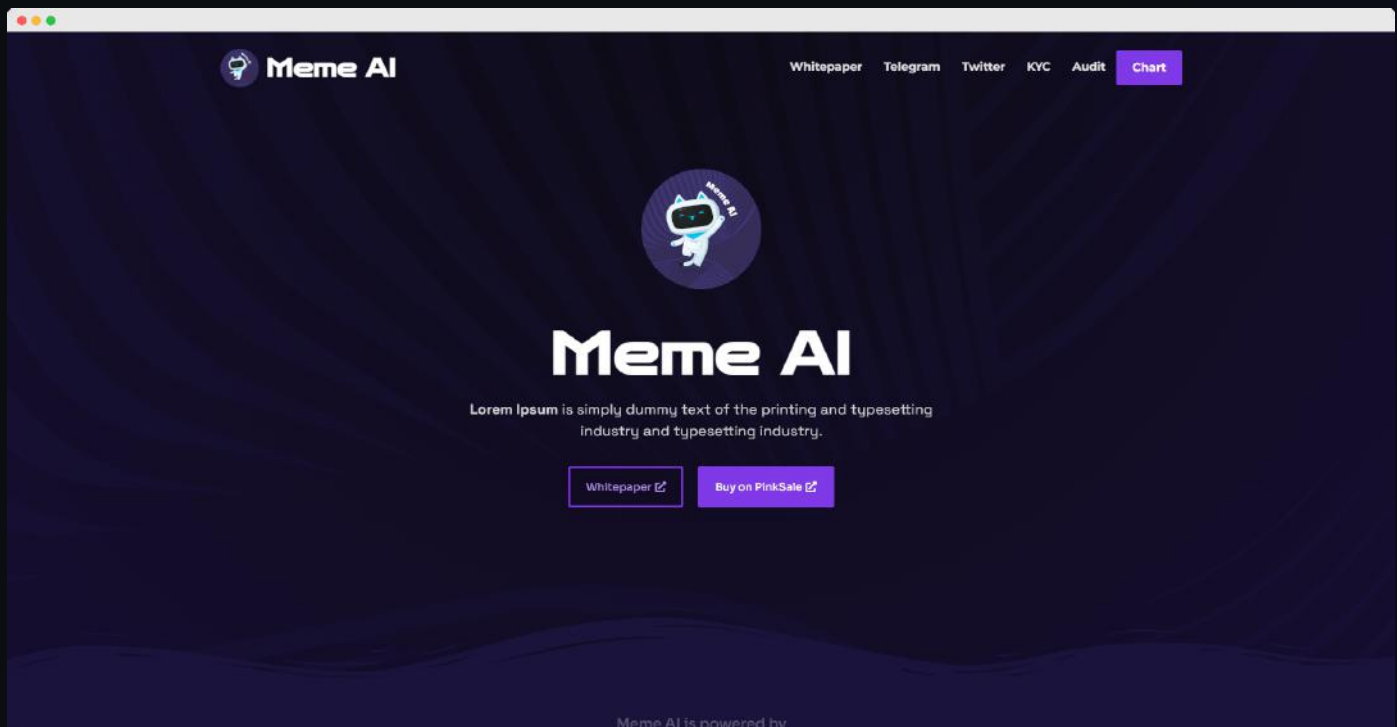 Meme AI
Whitepaper Telegram Twitter KYC Audit Chart
Meme AI
Meme AI
Lorem Ipsum is simply dummy text of the printing and typesetting
industry and typesetting industry.
Whitepaper Buy on PinkSale
Meme AI is powered by